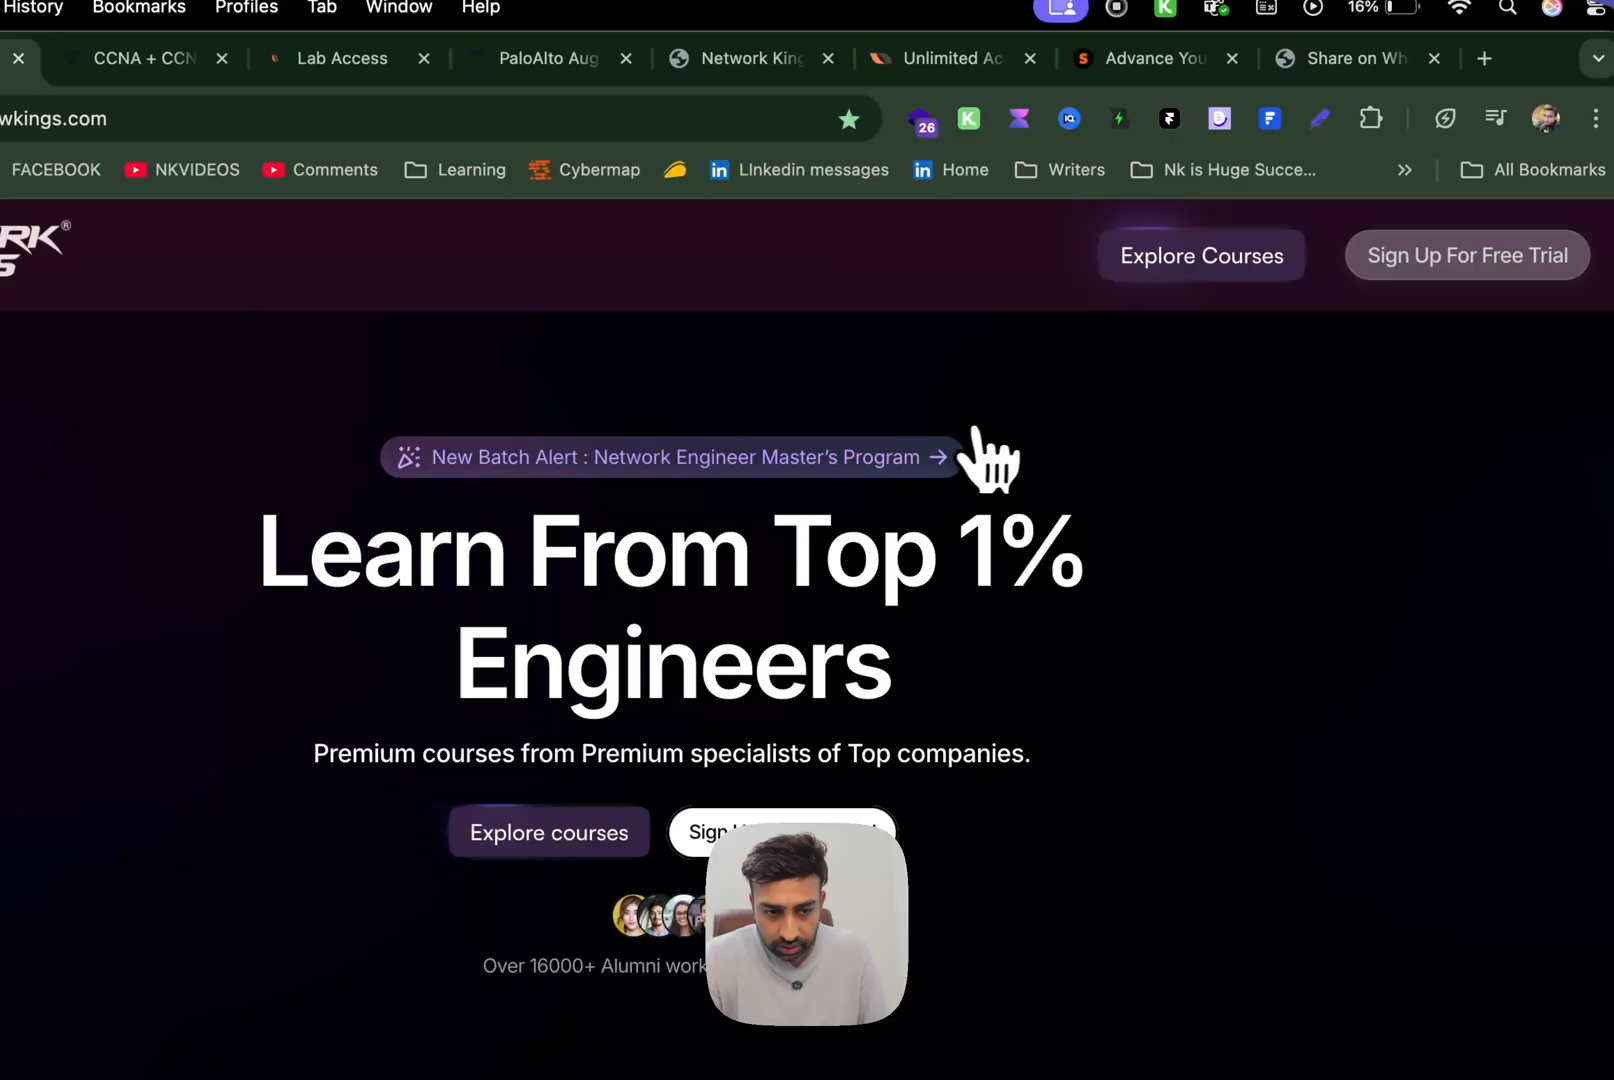 History Bookmarks Profiles Tab Window Help 16%
CCNA + CCN Lab Access PaloAlto Aug Network King Unlimited Ac Advance You Share on Wh
wkings.com 26
FACEBOOK NKVIDEOS Comments Learning Cybermap LInkedin messages Home Writers Nk is Huge Succe... All Bookmarks
RK®
S
Explore Courses Sign Up For Free Trial
New Batch Alert : Network Engineer Master's Program →
Learn From Top 1%
Engineers
Premium courses from Premium specialists of Top companies.
Explore courses Sign
Over 16000+ Alumni work